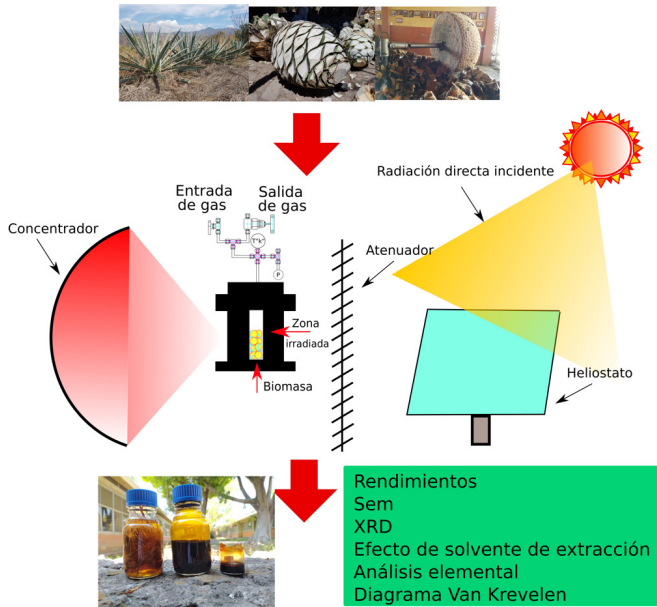 Radiación directa incidente
Entrada
de gas
Salida
de gas
Concentrador
Atenuador
T°k
P
Zona
irradiada
Biomasa
Heliostato
Rendimientos
Sem
XRD
Efecto de solvente de extracción
Análisis elemental
Diagrama Van Krevelen